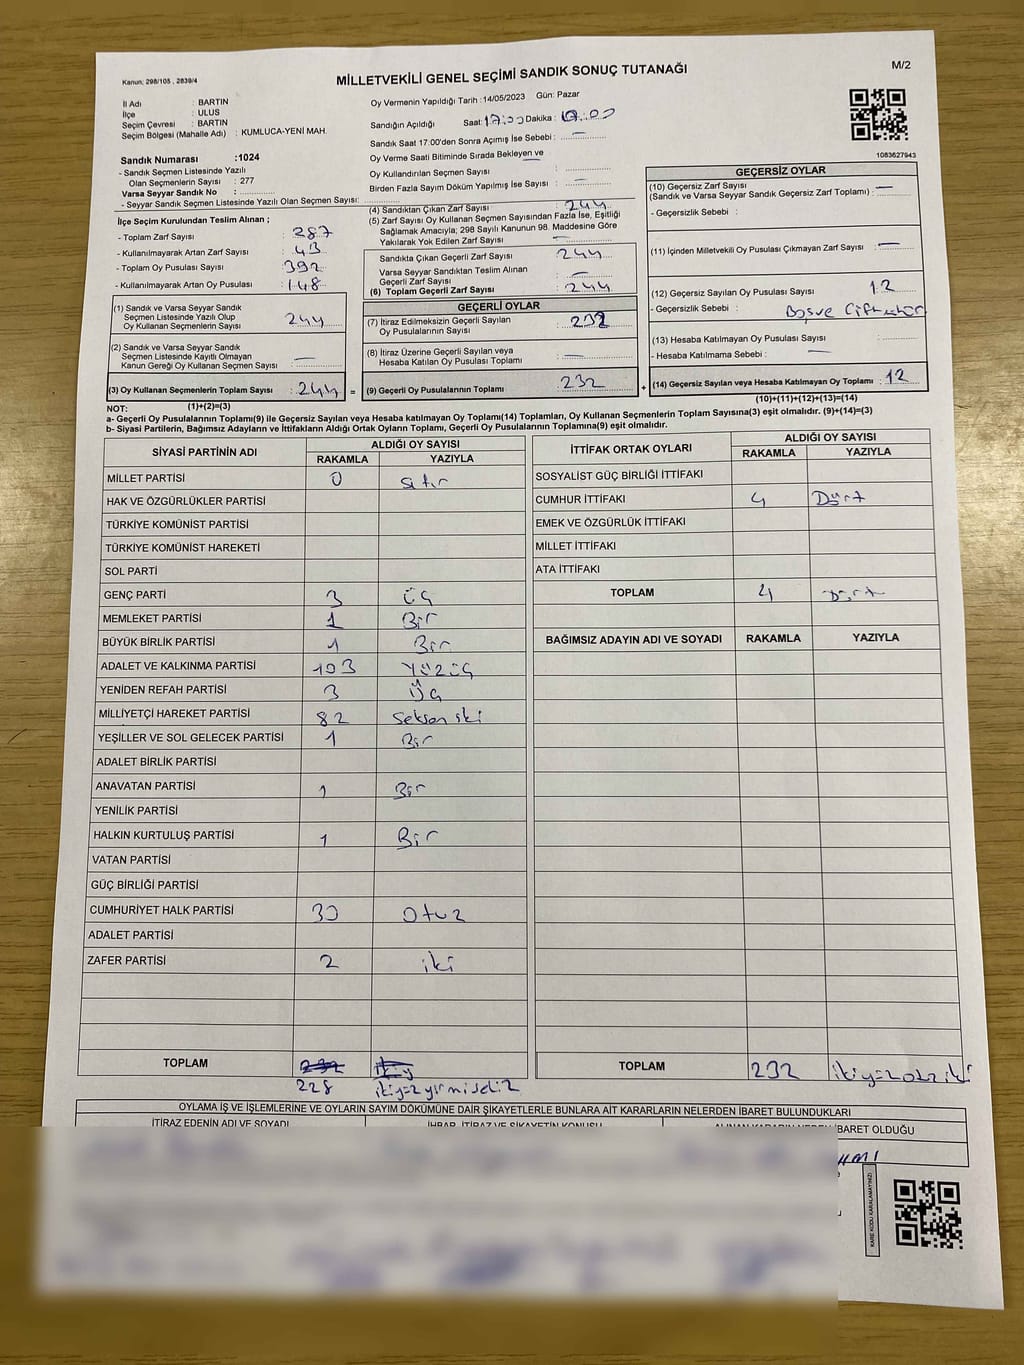 Kanun; 298/105 , 2839/4
MİLLETVEKİLİ GENEL SEÇİMİ SANDIK SONUÇ TUTANAĞI
M/2
İl Adı : BARTIN
İlçe : ULUS
Seçim Çevresi : BARTIN
Seçim Bölgesi (Mahalle Adı) : KUMLUCA-YENİ MAH.
Sandık Numarası :1024
Sandık Seçmen Listesinde Yazılı
Olan Seçmenlerin Sayısı : 277
Varsa Seyyar Sandık No :
- Seyyar Sandık Seçmen Listesinde Yazılı Olan Seçmen Sayısı:
Oy Vermenin Yapıldığı Tarih :14/05/2023 Gün: Pazar
Sandığın Açıldığı Saat: 17:00 Dakika:
Sandık Saat 17:00'den Sonra Açımış İse Sebebi : —
Oy Verme Saati Bitiminde Sırada Bekleyen ve
Oy Kullandırılan Seçmen Sayısı : —
Birden Fazla Sayım Döküm Yapılmış İse Sayısı : —
1083627943
İlçe Seçim Kurulundan Teslim Alınan ;
- Toplam Zarf Sayısı : 287
- Kullanılmayarak Artan Zarf Sayısı : 43
- Toplam Oy Pusulası Sayısı : 392
- Kullanılmayarak Artan Oy Pusulası : 148
(4) Sandıktan Çıkan Zarf Sayısı : 244
(5) Zarf Sayısı Oy Kullanan Seçmen Sayısından Fazla İse, Eşitliği
Sağlamak Amacıyla; 298 Sayılı Kanunun 98. Maddesine Göre
Yakılarak Yok Edilen Zarf Sayısı —
Sandıkta Çıkan Geçerli Zarf Sayısı 244
Varsa Seyyar Sandıktan Teslim Alınan
Geçerli Zarf Sayısı : —
(6) Toplam Geçerli Zarf Sayısı : 244
GEÇERSİZ OYLAR
(10) Geçersiz Zarf Sayısı
(Sandık ve Varsa Seyyar Sandık Geçersiz Zarf Toplamı) : —
- Geçersizlik Sebebi :
(11) İçinden Milletvekili Oy Pusulası Çıkmayan Zarf Sayısı : —
(12) Geçersiz Sayılan Oy Pusulası Sayısı : 12
- Geçersizlik Sebebi : Boş ve
(13) Hesaba Katılmayan Oy Pusulası Sayısı :
- Hesaba Katılmama Sebebi : —
(14) Geçersiz Sayılan veya Hesaba Katılmayan Oy Toplamı : 12
(10)+(11)+(12)+(13)=(14)
(1) Sandık ve Varsa Seyyar Sandık
Seçmen Listesinde Yazılı Olup
Oy Kullanan Seçmenlerin Sayısı : 244
(2) Sandık ve Varsa Seyyar Sandık
Seçmen Listesinde Kayıtlı Olmayan
Kanun Gereği Oy Kullanan Seçmen Sayısı : —
(3) Oy Kullanan Seçmenlerin Toplam Sayısı : 244 =
(1)+(2)=(3)
GEÇERLİ OYLAR
(7) İtiraz Edilmeksizin Geçerli Sayılan
Oy Pusulalarının Sayısı : 232
(8) İtiraz Üzerine Geçerli Sayılan veya
Hesaba Katılan Oy Pusulası Toplamı : —
(9) Geçerli Oy Pusulalarının Toplamı : 232 +
NOT:
a- Geçerli Oy Pusulalarının Toplamı(9) ile Geçersiz Sayılan veya Hesaba katılmayan Oy Toplamı(14) Toplamları, Oy Kullanan Seçmenlerin Toplam Sayısına(3) eşit olmalıdır. (9)+(14)=(3)
b- Siyasi Partilerin, Bağımsız Adayların ve İttifakların Aldığı Ortak Oyların Toplamı, Geçerli Oy Pusulalarının Toplamına(9) eşit olmalıdır.
SİYASİ PARTİNİN ADI ALDIĞI OY SAYISI
RAKAMLA YAZIYLA
MİLLET PARTİSİ 0 Sıfır
HAK VE ÖZGÜRLÜKLER PARTİSİ
TÜRKİYE KOMÜNİST PARTİSİ
TÜRKİYE KOMÜNİST HAREKETİ
SOL PARTİ
GENÇ PARTİ 3 Üç
MEMLEKET PARTİSİ 1 Bir
BÜYÜK BİRLİK PARTİSİ 1 Bir
ADALET VE KALKINMA PARTİSİ 103 Yüzüç
YENİDEN REFAH PARTİSİ 3 Üç
MİLLİYETÇİ HAREKET PARTİSİ 82 Seksen iki
YEŞİLLER VE SOL GELECEK PARTİSİ 1 Bir
ADALET BİRLİK PARTİSİ
ANAVATAN PARTİSİ 1 Bir
YENİLİK PARTİSİ
HALKIN KURTULUŞ PARTİSİ 1 Bir
VATAN PARTİSİ
GÜÇ BİRLİĞİ PARTİSİ
CUMHURİYET HALK PARTİSİ 30 Otuz
ADALET PARTİSİ
ZAFER PARTİSİ 2 iki
TOPLAM 232
228 ikiyüzyirmisekiz
İTTİFAK ORTAK OYLARI ALDIĞI OY SAYISI
RAKAMLA YAZIYLA
SOSYALİST GÜÇ BİRLİĞİ İTTİFAKI
CUMHUR İTTİFAKI 4 Dört
EMEK VE ÖZGÜRLÜK İTTİFAKI
MİLLET İTTİFAKI
ATA İTTİFAKI
TOPLAM 4 Dört
BAĞIMSIZ ADAYIN ADI VE SOYADI RAKAMLA YAZIYLA
TOPLAM 232 ikiyüzotuziki
OYLAMA İŞ VE İŞLEMLERİNE VE OYLARIN SAYIM DÖKÜMÜNE DAİR ŞİKAYETLERLE BUNLARA AİT KARARLARIN NELERDEN İBARET BULUNDUKLARI
İTİRAZ EDENİN ADI VE SOYADI İHBAR, İTİRAZ VE ŞİKAYETİN KONUSU İBARET OLDUĞU
KARE KODU KARALAMAYINIZ!